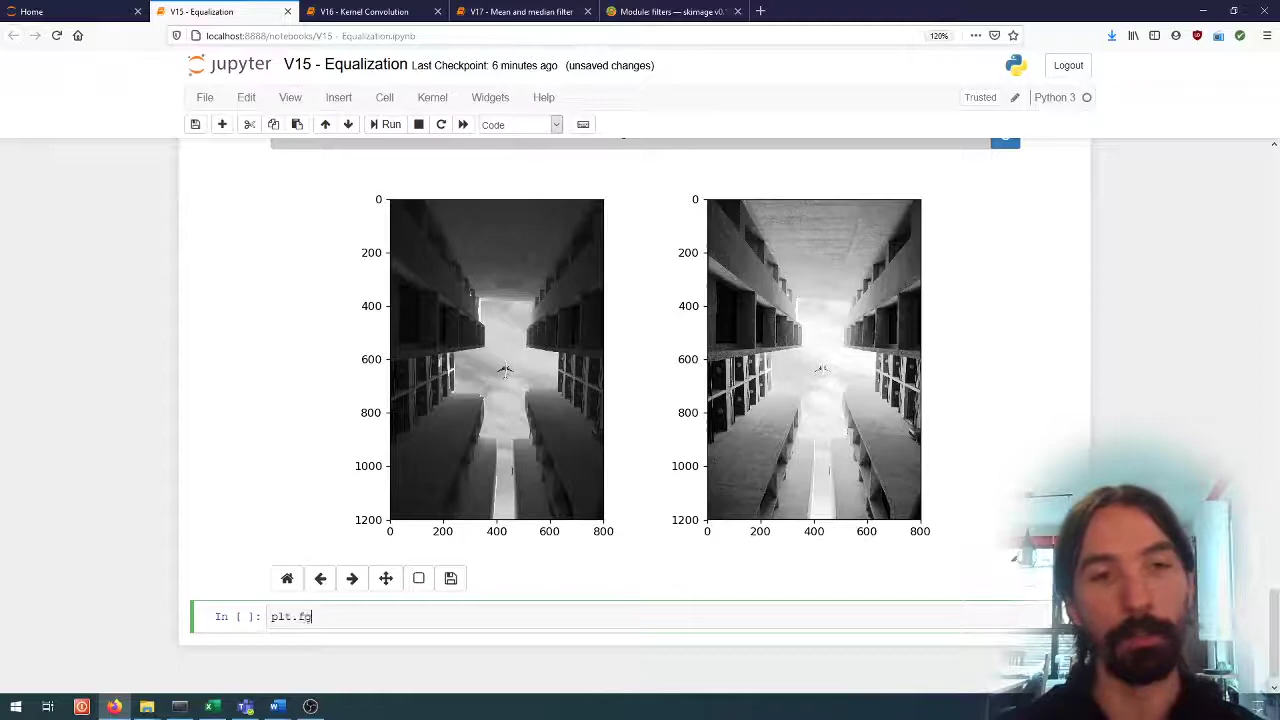 Home
V15 - Equalization
V16 - Kernel Convolution
V17 - Mean and median filter
Module: filters — skimage v0.
localhost:8888/notebooks/V15 - Equalization.ipynb
120%
jupyter V15 - Equalization Last Checkpoint: 6 minutes ago (unsaved changes)
Logout
File Edit View Insert Cell Kernel Widgets Help
Trusted
Python 3
Run
Code
0
200
400
600
800
1000
1200
0 200 400 600 800
0
200
400
600
800
1000
1200
0 200 400 600 800
In [ ]: plt.fg